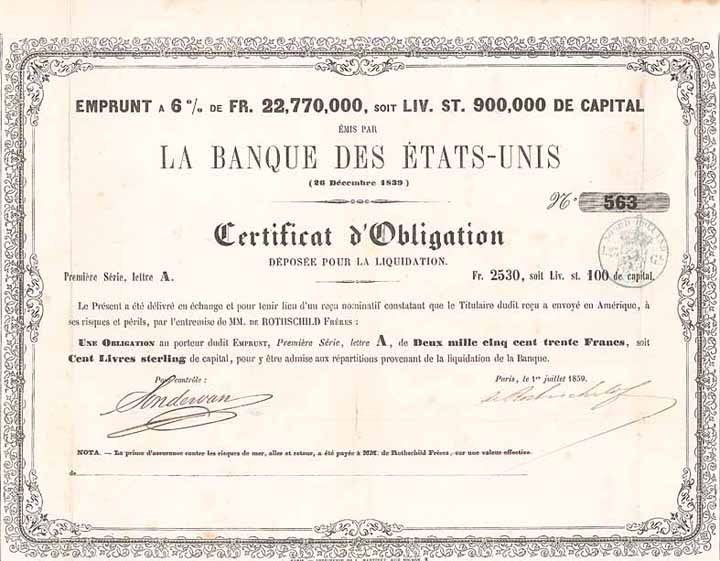 EMPRUNT A 6 % DE FR. 22,770,000, SOIT LIV. ST. 900,000 DE CAPITAL
ÉMIS PAR
LA BANQUE DES ÉTATS-UNIS
(26 Décembre 1839)
N° 563
Certificat d'Obligation
DÉPOSÉE POUR LA LIQUIDATION.
Première Série, lettre A. Fr. 2530, soit Liv. st. 100 de capital.
Le Présent a été délivré en échange et pour tenir lieu d'un reçu nominatif constatant que le Titulaire dudit reçu a envoyé en Amérique, à
ses risques et périls, par l'entremise de MM. DE ROTHSCHILD FRÈRES :
UNE OBLIGATION au porteur dudit EMPRUNT, Première Série, lettre A, de Deux mille cinq cent trente Francs, soit
Cent Livres sterling de capital, pour y être admise aux répartitions provenant de la liquidation de la Banque.
Pour contrôle : Paris, le 1er juillet 1859.
de Rothschild
NOTA. — La prime d'assurance contre les risques de mer, alles et retour, a été payée à MM. de Rothschild Frères, sur une valeur effective.
de